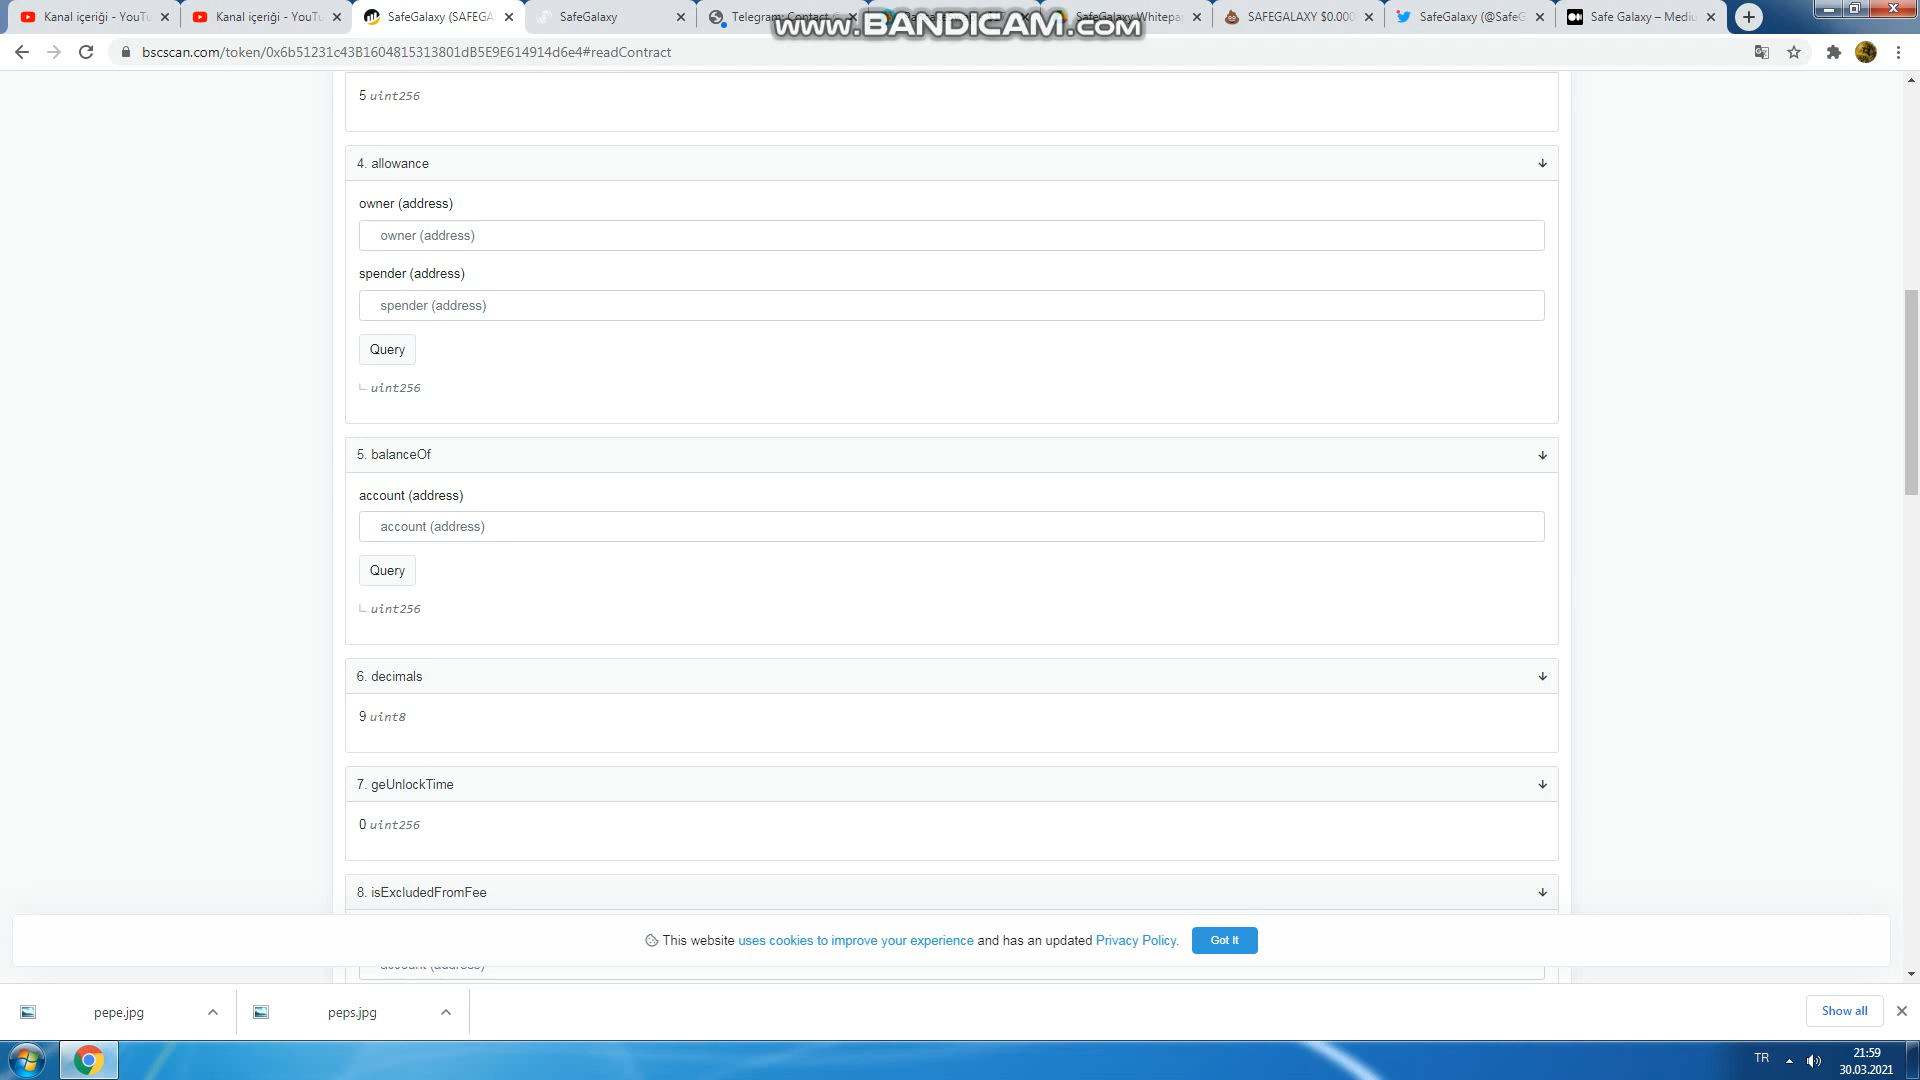 Kanal içeriği - YouTu
Kanal içeriği - YouTu
SafeGalaxy (SAFEGA
SafeGalaxy
Telegram: Contact
SafeGalaxy Whitepa
SAFEGALAXY $0.000
SafeGalaxy (@SafeG
Safe Galaxy – Mediu
www.BANDICAM.com
bscscan.com/token/0x6b51231c43B1604815313801dB5E9E614914d6e4#readContract
5 uint256
4. allowance
owner (address)
owner (address)
spender (address)
spender (address)
Query
uint256
5. balanceOf
account (address)
account (address)
Query
uint256
6. decimals
9 uint8
7. geUnlockTime
0 uint256
8. isExcludedFromFee
This website uses cookies to improve your experience and has an updated Privacy Policy.
Got It
account (address)
pepe.jpg
peps.jpg
Show all
TR
21:59
30.03.2021